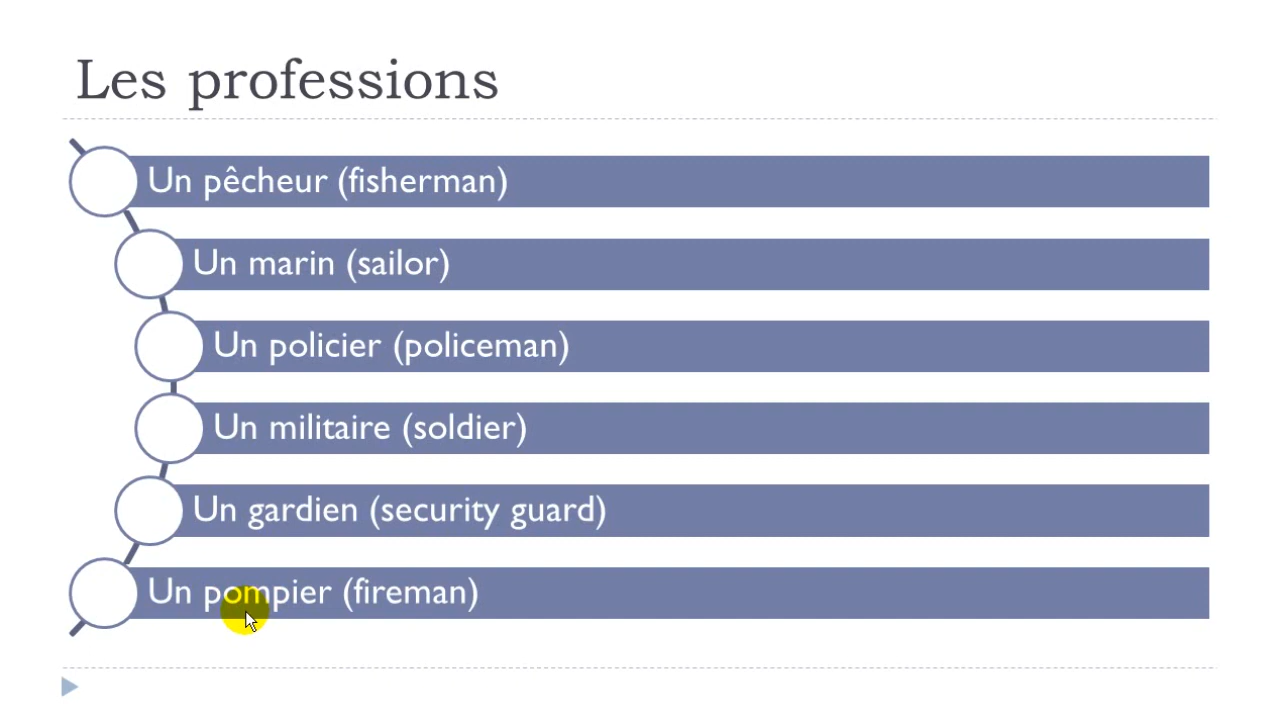 Les professions
Un pêcheur (fisherman)
Un marin (sailor)
Un policier (policeman)
Un militaire (soldier)
Un gardien (security guard)
Un pompier (fireman)